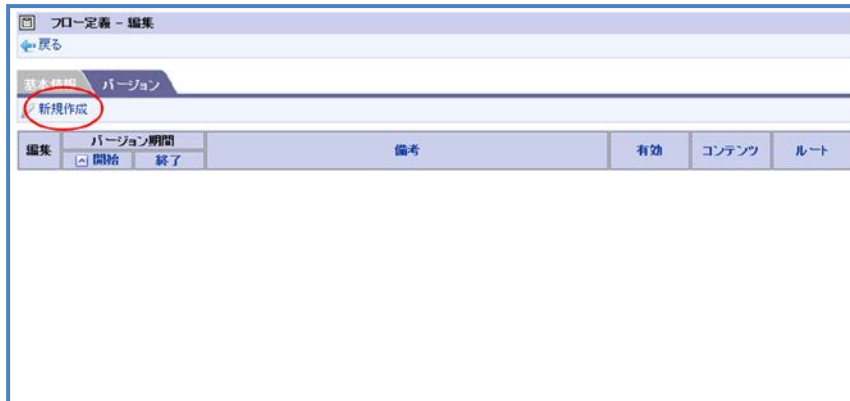 フロー定義 - 編集
戻る
基本情報 バージョン
新規作成
編集 バージョン期間 備考 有効 コンテンツ ルート
開始 終了